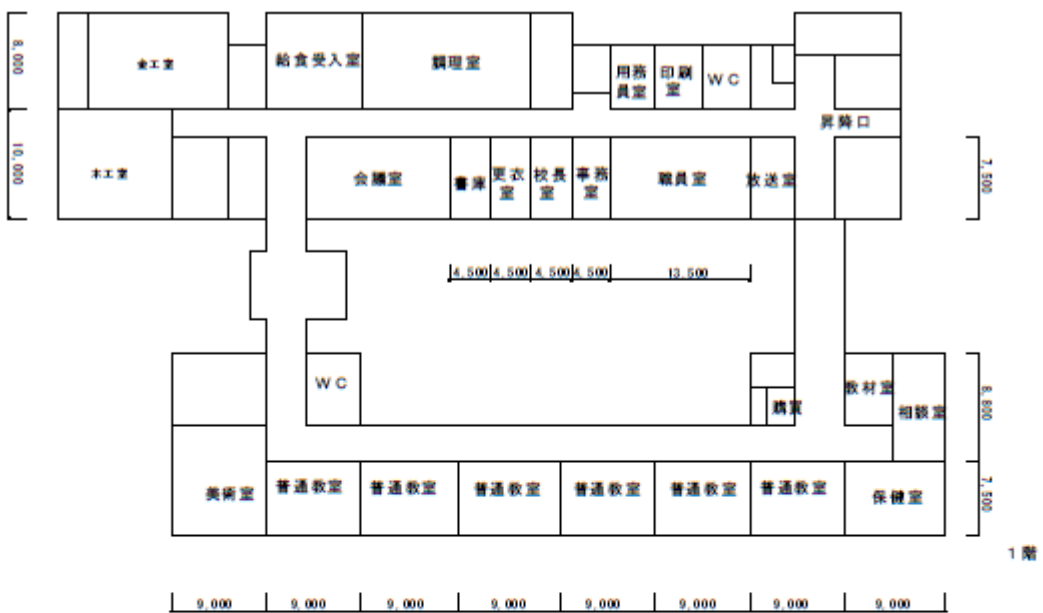 8,000
金工室
給食受入室
調理室
用務
員室
印刷
室
WC
昇降口
10,000
木工室
会議室
書庫
更衣
室
校長
室
事務
室
職員室
放送室
7,500
4,500
4,500
4,500
4,500
13,500
WC
購買
教材室
相談室
8,800
美術室
普通教室
普通教室
普通教室
普通教室
普通教室
普通教室
保健室
7,500
1階
9,000
9,000
9,000
9,000
9,000
9,000
9,000
9,000